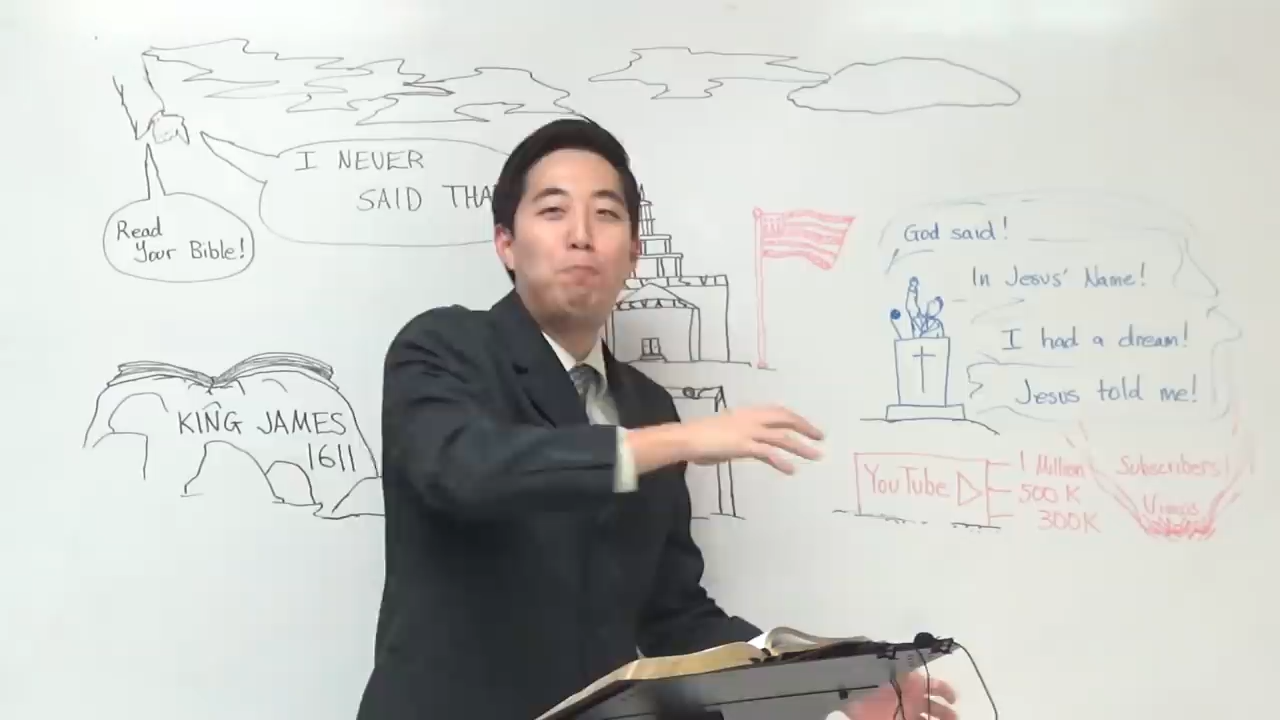 I NEVER
SAID THA
Read
Your Bible!
KING JAMES
1611
God said!
In Jesus' Name!
I had a dream!
Jesus told me!
YouTube
1 Million
500 K
300K
Subscribers!